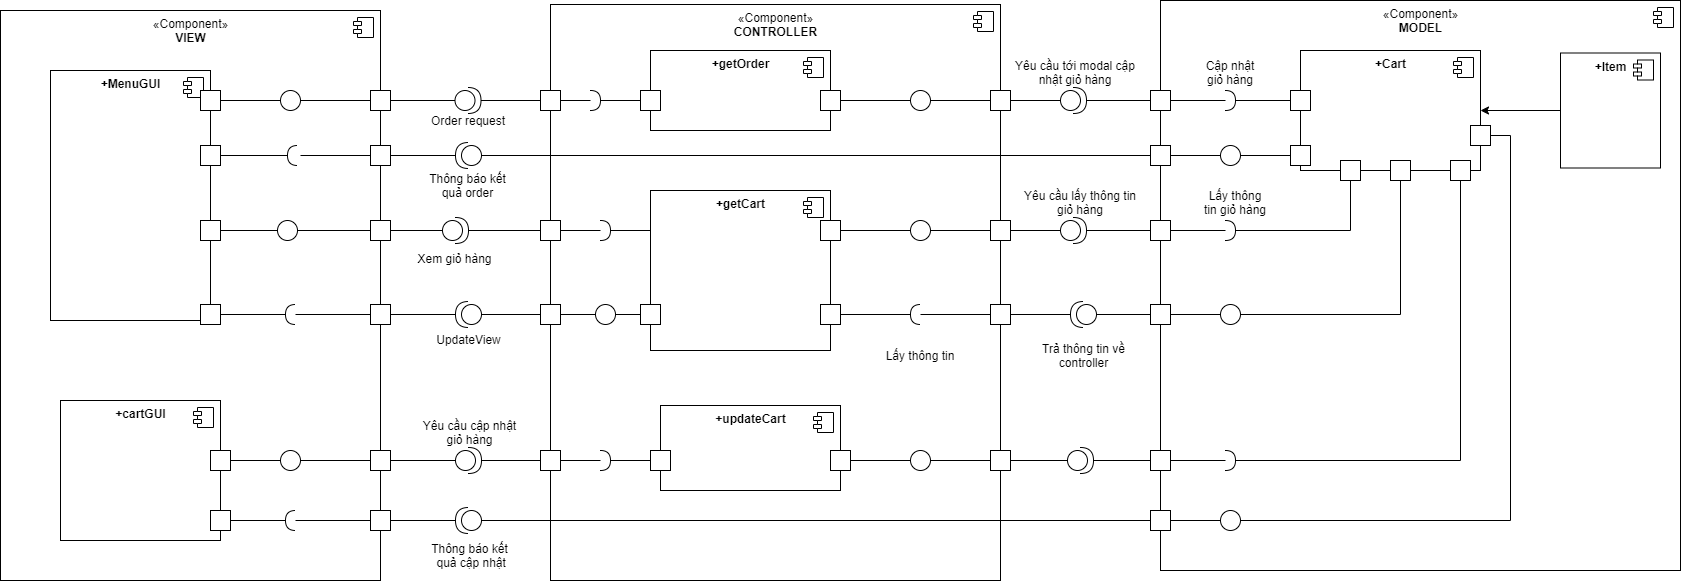 «Component»
VIEW
+MenuGUI
+cartGUI
Order request
Thông báo kết
quả order
Xem giỏ hàng
UpdateView
Yêu cầu cập nhật
giỏ hàng
Thông báo kết
quả cập nhật
«Component»
CONTROLLER
+getOrder
+getCart
Lấy thông tin
+updateCart
Yêu cầu tới modal cập
nhật giỏ hàng
Yêu cầu lấy thông tin
giỏ hàng
Trả thông tin về
controller
«Component»
MODEL
Cập nhật
giỏ hàng
+Cart
+Item
Lấy thông
tin giỏ hàng